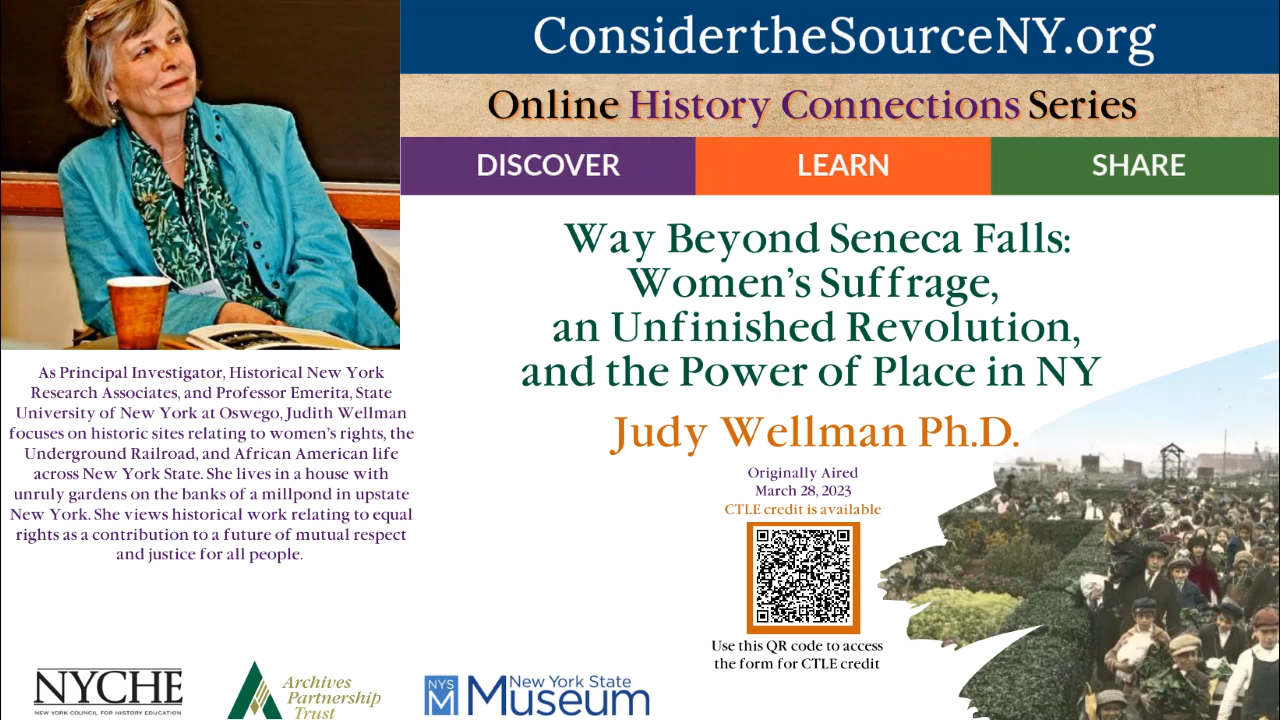 ConsidertheSourceNY.org
Online History Connections Series
DISCOVER
LEARN
SHARE
Way Beyond Seneca Falls:
Women's Suffrage,
an Unfinished Revolution,
and the Power of Place in NY
Judy Wellman Ph.D.
Originally Aired
March 28, 2023
CTLE credit is available
Use this QR code to access
the form for CTLE credit
As Principal Investigator, Historical New York
Research Associates, and Professor Emerita, State
University of New York at Oswego, Judith Wellman
focuses on historic sites relating to women's rights, the
Underground Railroad, and African American life
across New York State. She lives in a house with
unruly gardens on the banks of a millpond in upstate
New York. She views historical work relating to equal
rights as a contribution to a future of mutual respect
and justice for all people.
NYCHE
NEW YORK COUNCIL FOR HISTORY EDUCATION
Archives
Partnership
Trust
NYS
M
New York State
Museum